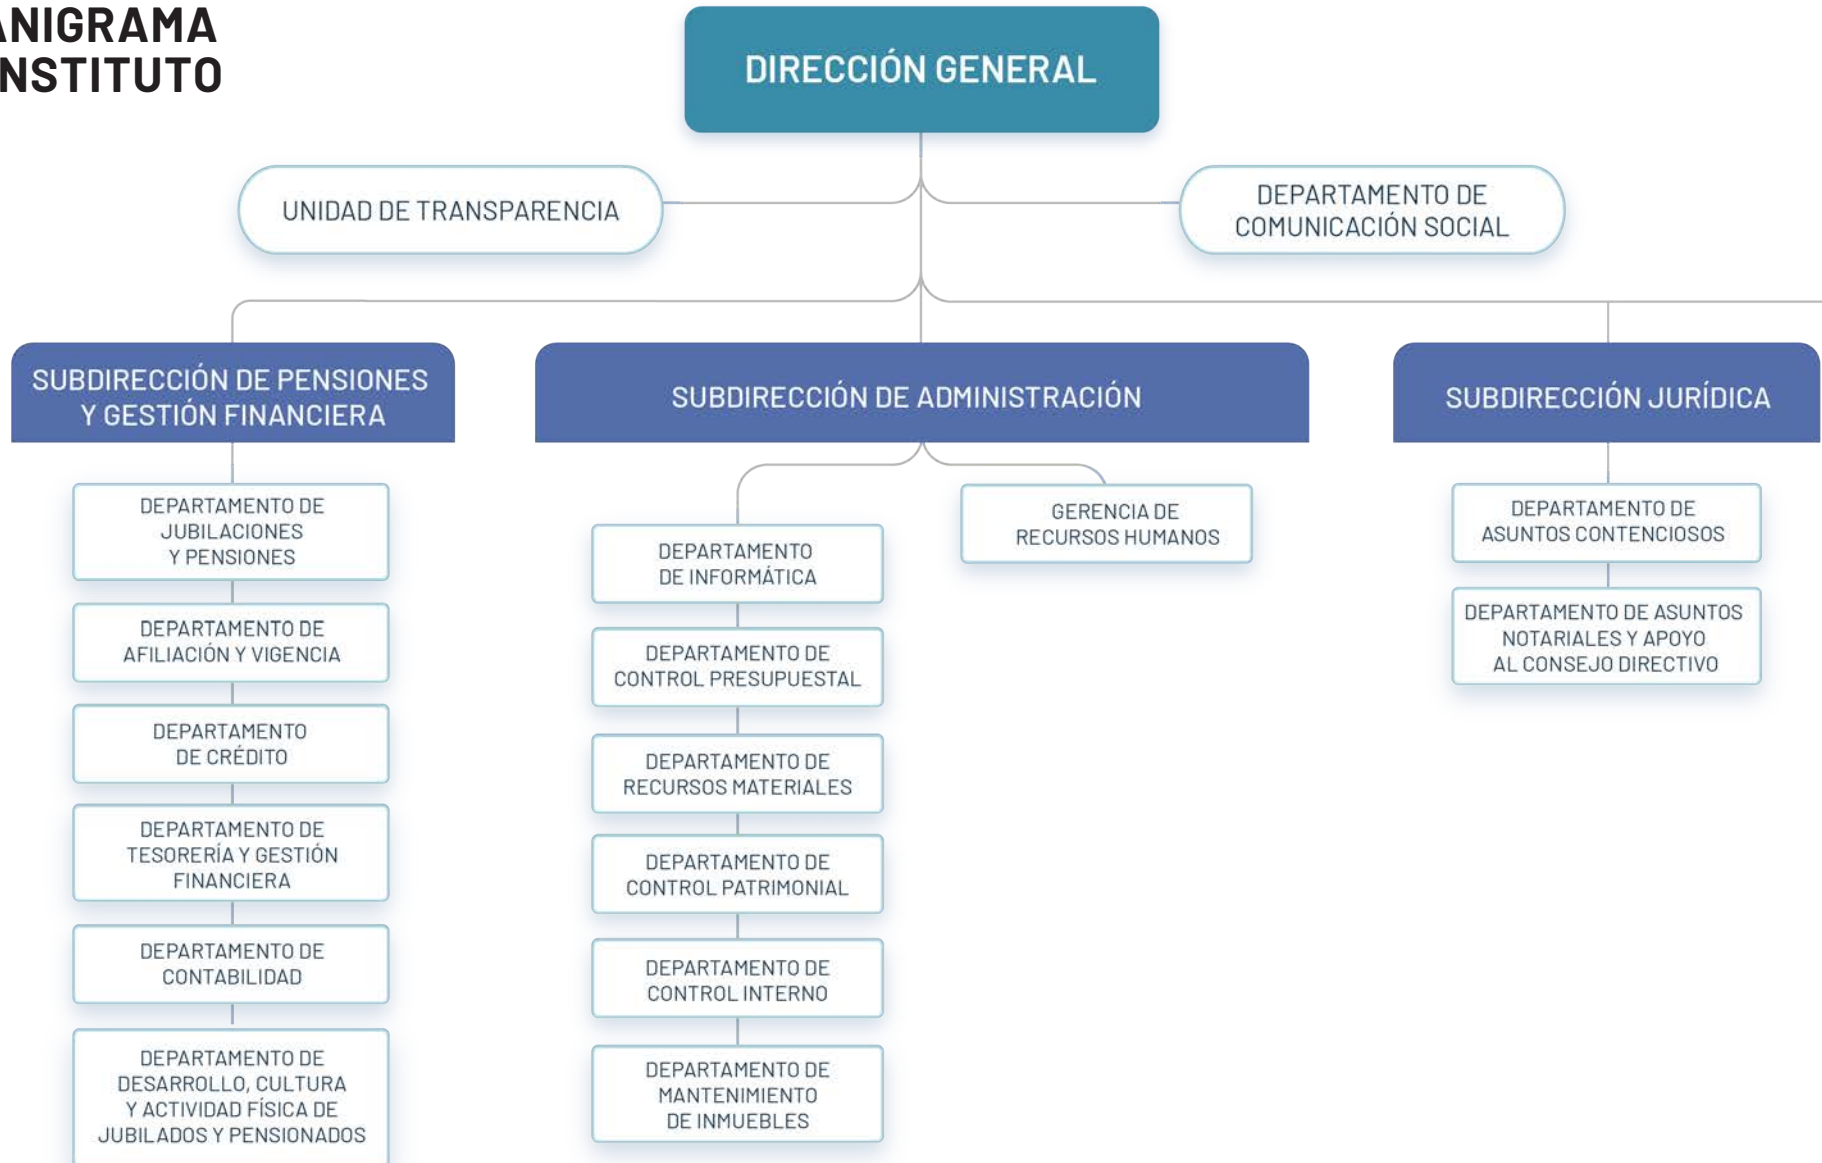 ANIGRAMA
NSTITUTO
DIRECCIÓN GENERAL
UNIDAD DE TRANSPARENCIA
DEPARTAMENTO DE
COMUNICACIÓN SOCIAL
SUBDIRECCIÓN DE PENSIONES
Y GESTIÓN FINANCIERA
DEPARTAMENTO DE
JUBILACIONES
Y PENSIONES
DEPARTAMENTO DE
AFILIACIÓN Y VIGENCIA
DEPARTAMENTO
DE CRÉDITO
DEPARTAMENTO DE
TESORERÍA Y GESTIÓN
FINANCIERA
DEPARTAMENTO DE
CONTABILIDAD
DEPARTAMENTO DE
DESARROLLO, CULTURA
Y ACTIVIDAD FÍSICA DE
JUBILADOS Y PENSIONADOS
SUBDIRECCIÓN DE ADMINISTRACIÓN
DEPARTAMENTO
DE INFORMÁTICA
DEPARTAMENTO DE
CONTROL PRESUPUESTAL
DEPARTAMENTO DE
RECURSOS MATERIALES
DEPARTAMENTO DE
CONTROL PATRIMONIAL
DEPARTAMENTO DE
CONTROL INTERNO
DEPARTAMENTO DE
MANTENIMIENTO
DE INMUEBLES
GERENCIA DE
RECURSOS HUMANOS
SUBDIRECCIÓN JURÍDICA
DEPARTAMENTO DE
ASUNTOS CONTENCIOSOS
DEPARTAMENTO DE ASUNTOS
NOTARIALES Y APOYO
AL CONSEJO DIRECTIVO